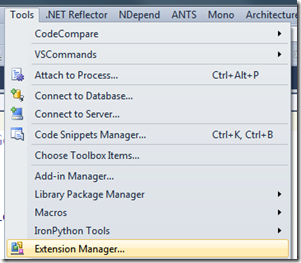 Tools .NET Reflector NDepend ANTS Mono Architecture
CodeCompare
VSCommands
Attach to Process... Ctrl+Alt+P
Connect to Database...
Connect to Server...
Code Snippets Manager... Ctrl+K, Ctrl+B
Choose Toolbox Items...
Add-in Manager...
Library Package Manager
Macros
IronPython Tools
Extension Manager...